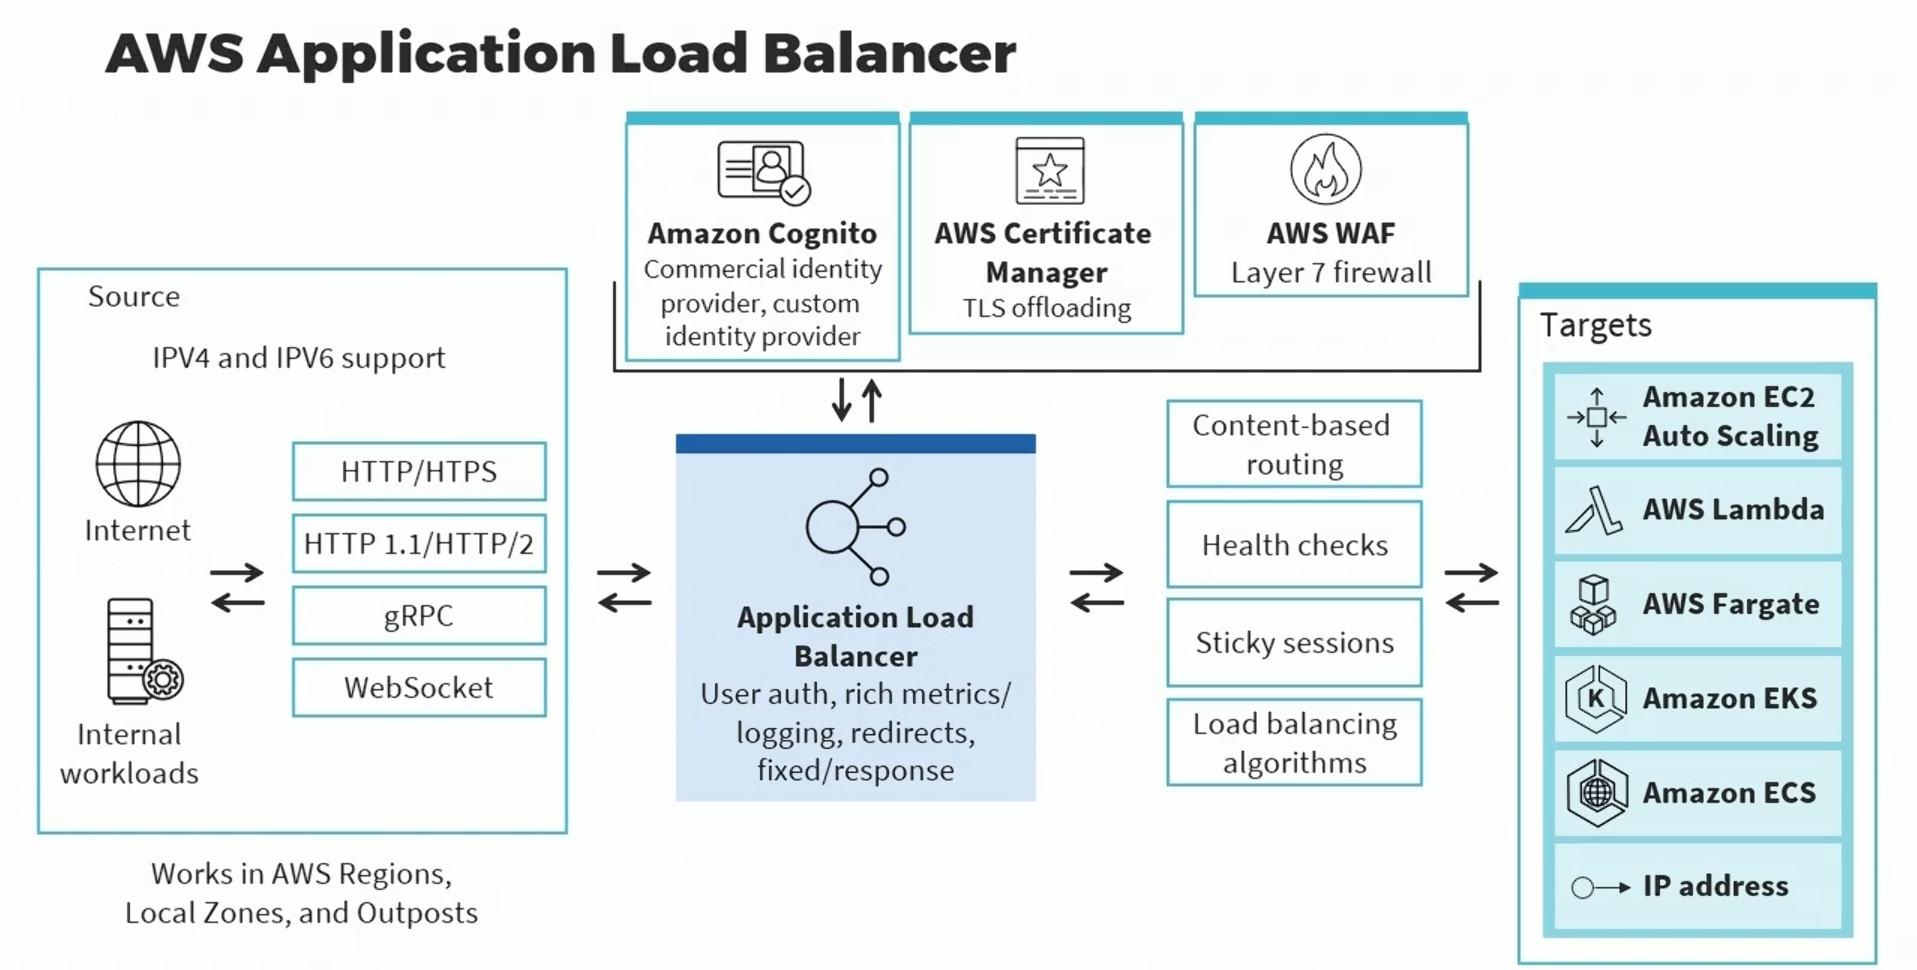 AWS Application Load Balancer
Amazon Cognito
Commercial identity
provider, custom
identity provider
AWS Certificate
Manager
TLS offloading
AWS WAF
Layer 7 firewall
Source
IPV4 and IPV6 support
Internet
Internal
workloads
HTTP/HTPS
HTTP 1.1/HTTP/2
gRPC
WebSocket
Works in AWS Regions,
Local Zones, and Outposts
Application Load
Balancer
User auth, rich metrics/
logging, redirects,
fixed/response
Content-based
routing
Health checks
Sticky sessions
Load balancing
algorithms
Targets
Amazon EC2
Auto Scaling
AWS Lambda
AWS Fargate
K
Amazon EKS
Amazon ECS
IP address